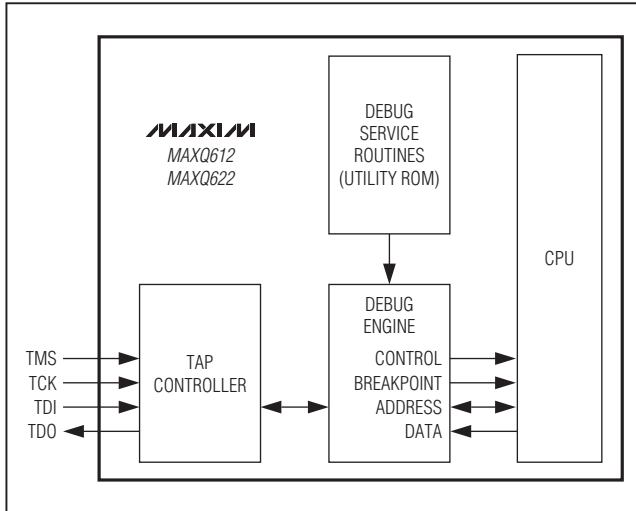 MAXIM
MAXQ612
MAXQ622
DEBUG
SERVICE
ROUTINES
(UTILITY ROM)
CPU
TMS
TCK
TDI
TDO
TAP
CONTROLLER
DEBUG
ENGINE
CONTROL
BREAKPOINT
ADDRESS
DATA